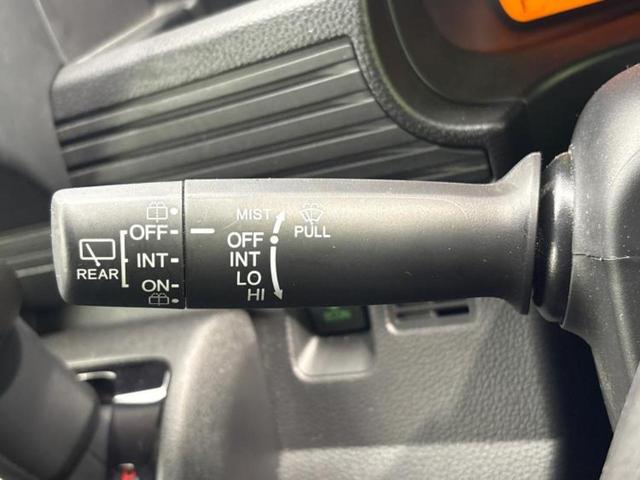 REAR
OFF
INT
ON
MIST
OFF
INT
LO
HI
PULL